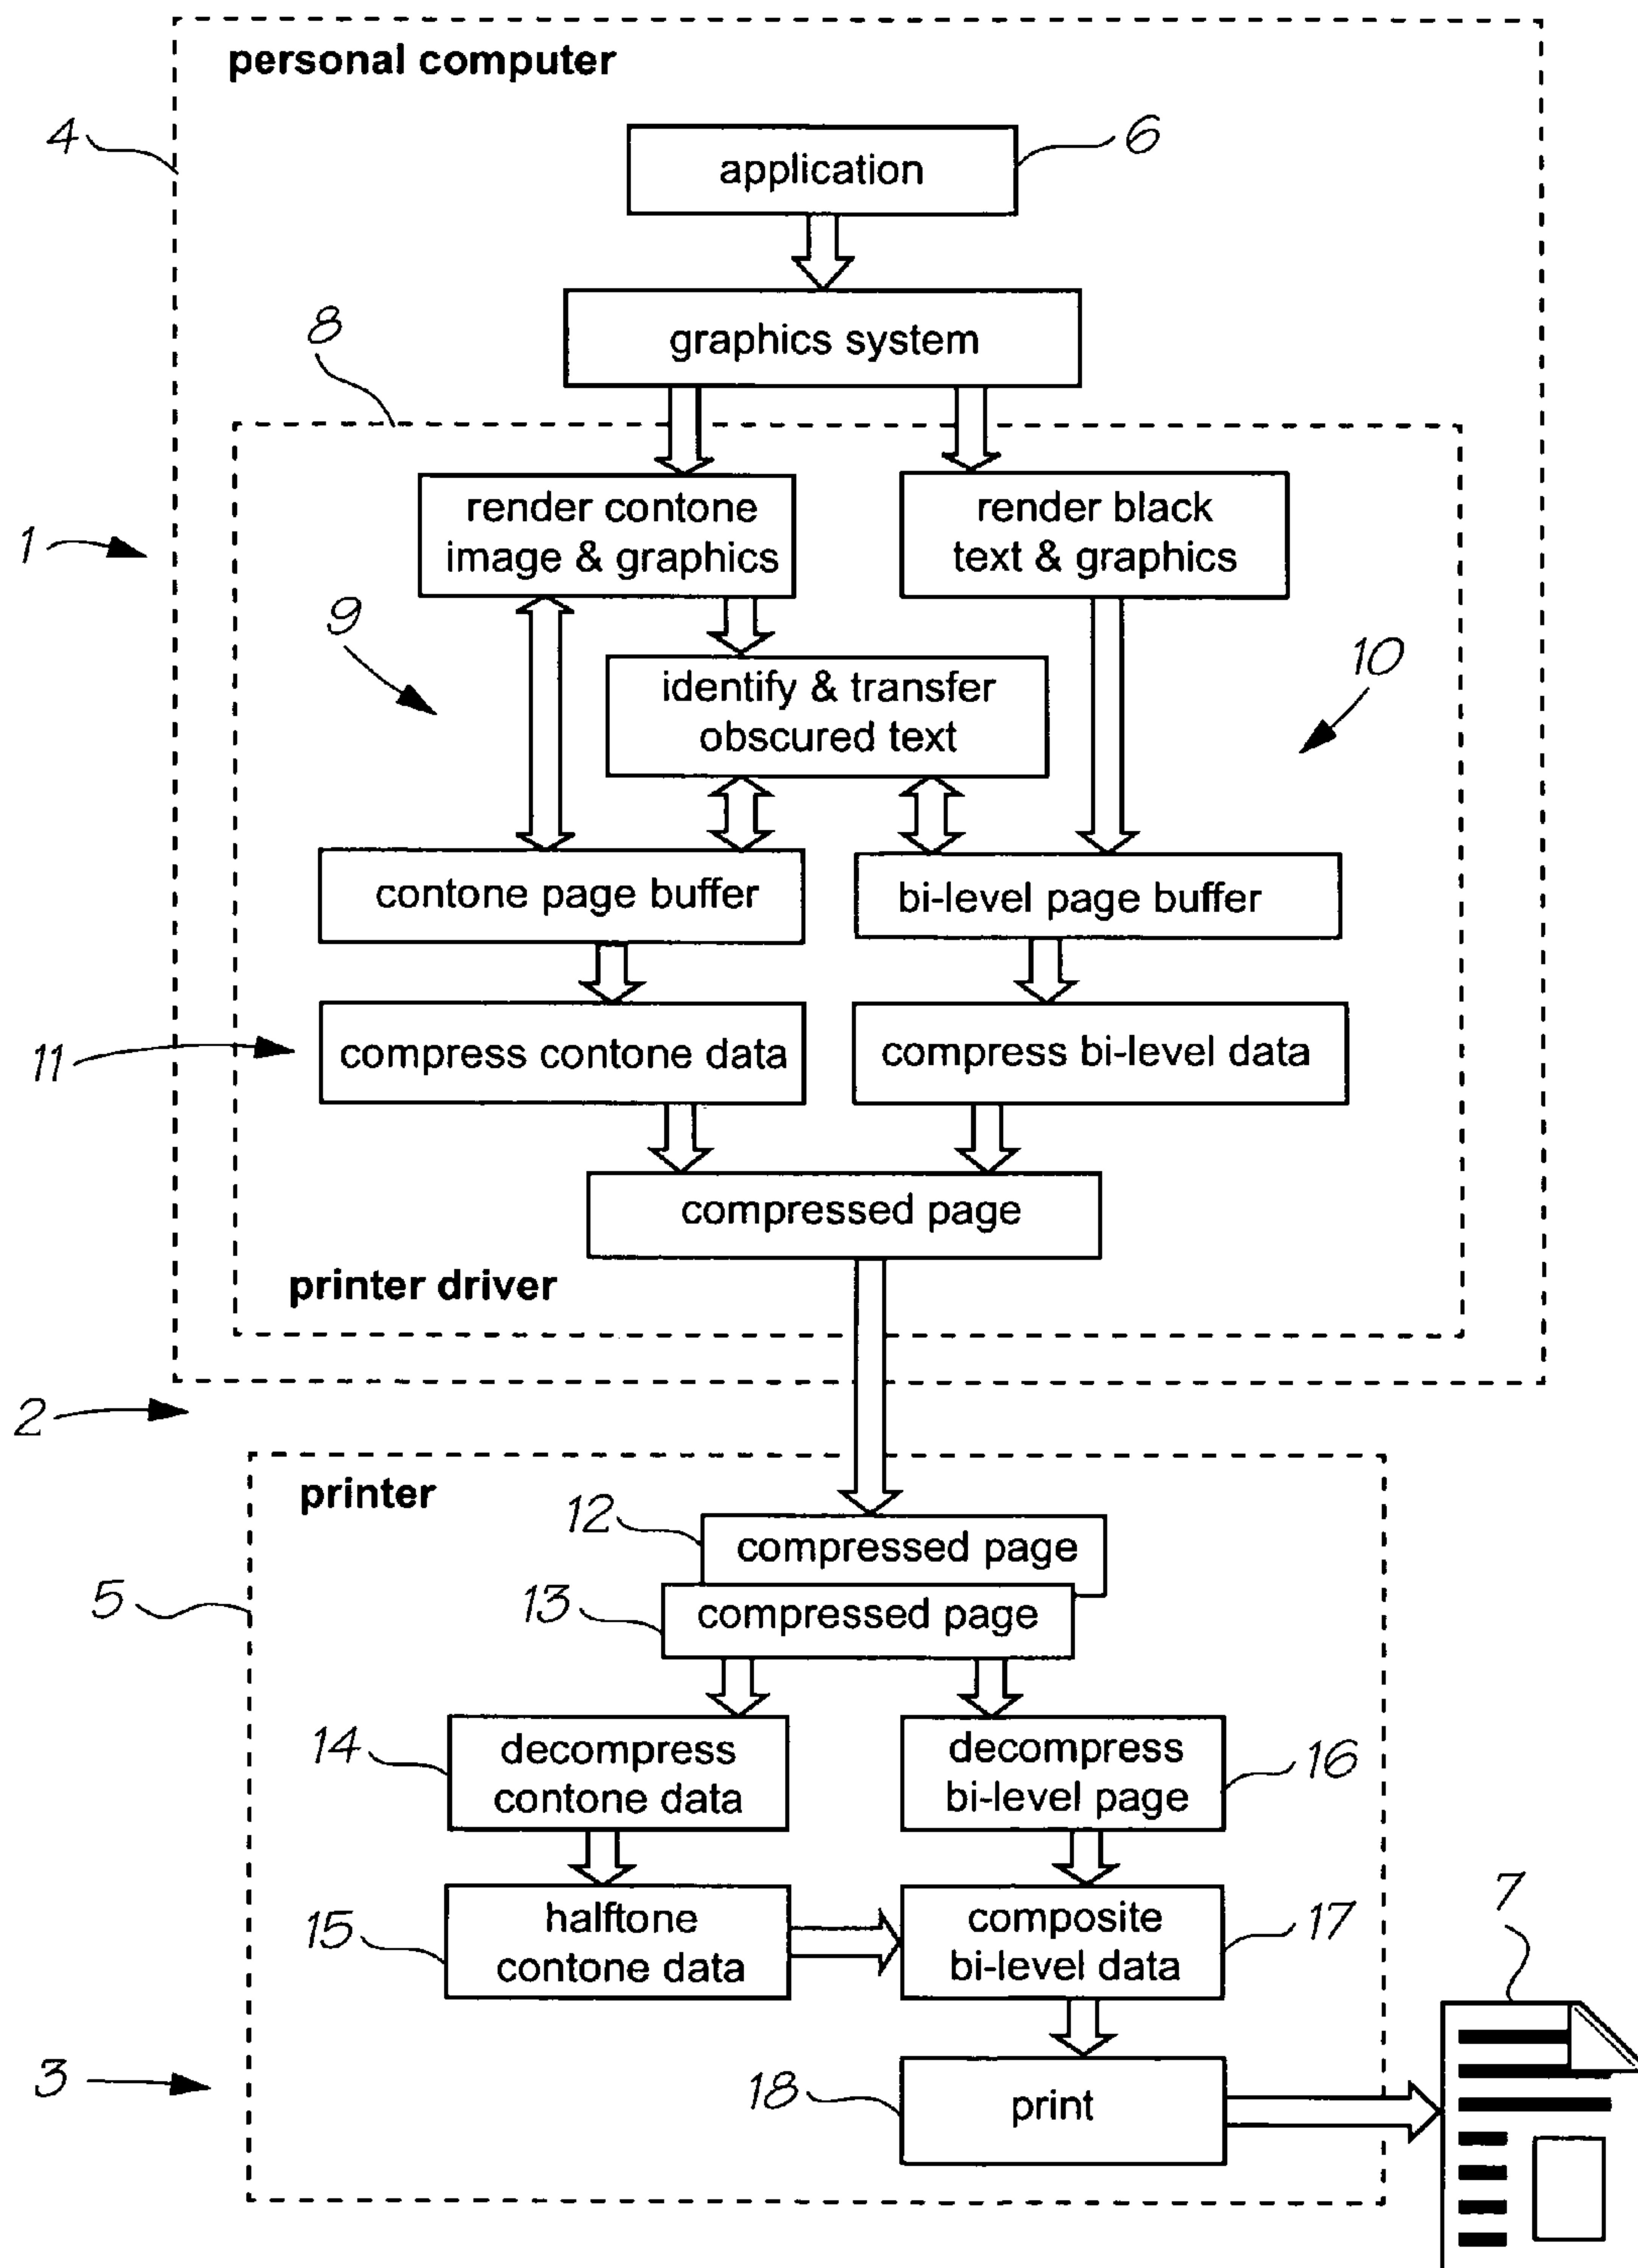 personal computer
4
application
6
graphics system
8
render contone
image & graphics
render black
text & graphics
1
9
identify & transfer
obscured text
10
contone page buffer
bi-level page buffer
11
compress contone data
compress bi-level data
compressed page
printer driver
2
printer
12
compressed page
5
13
compressed page
14
decompress
contone data
decompress
bi-level page
16
15
halftone
contone data
composite
bi-level data
17
7
3
18
print